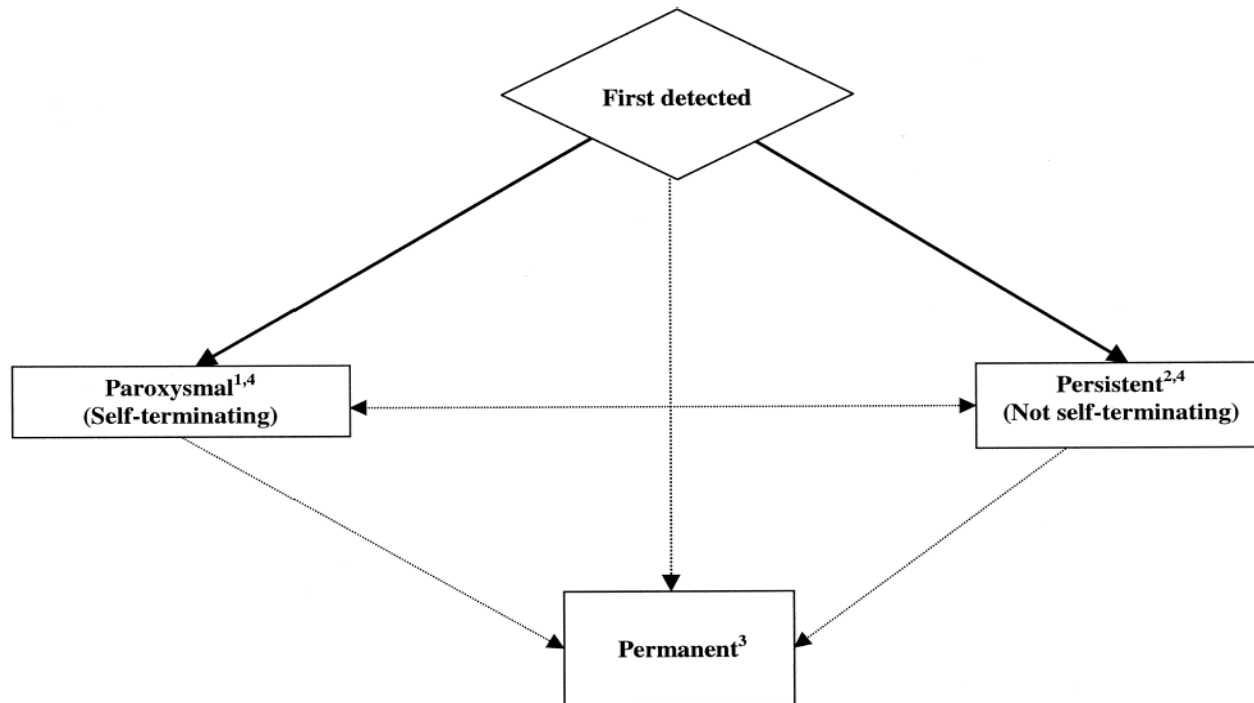 First detected
Paroxysmal1,4
(Self-terminating)
Persistent2,4
(Not self-terminating)
Permanent3